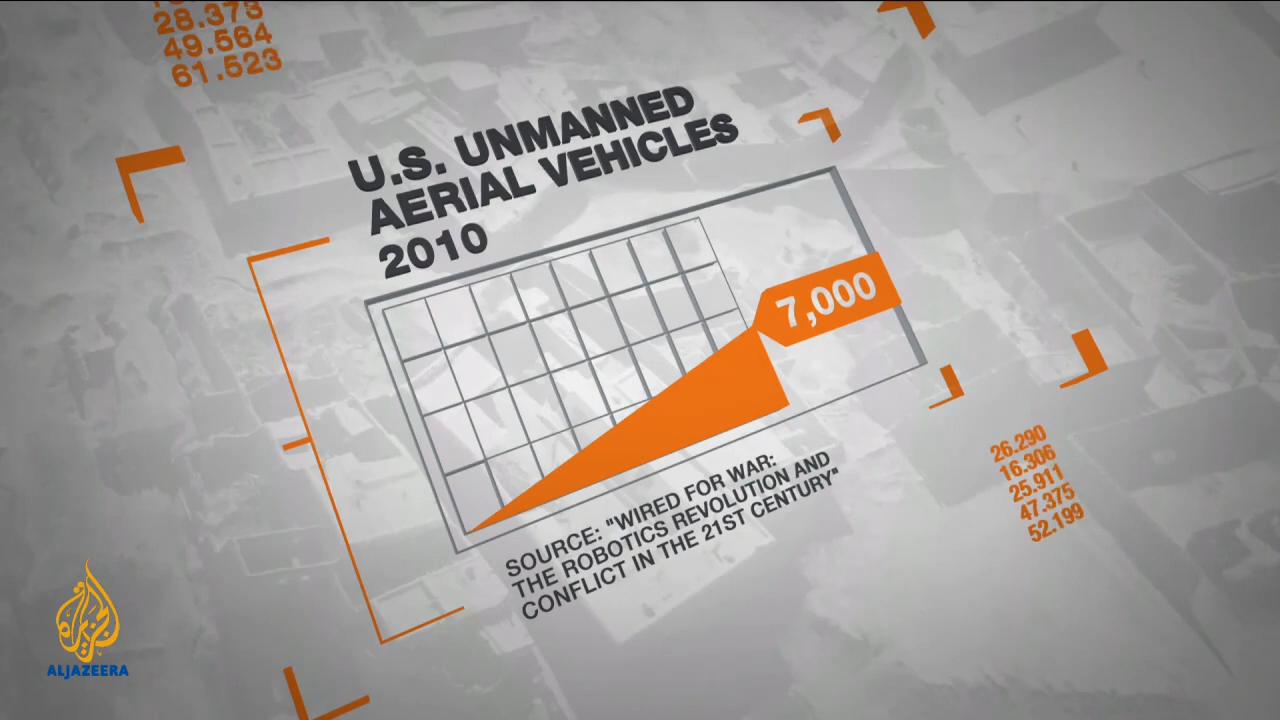 28.373
49.564
61.523
U.S. UNMANNED
AERIAL VEHICLES
2010
7,000
SOURCE: "WIRED FOR WAR:
THE ROBOTICS REVOLUTION AND
CONFLICT IN THE 21ST CENTURY"
26.290
16.306
25.911
47.375
52.199
الجزيرة
ALJAZEERA